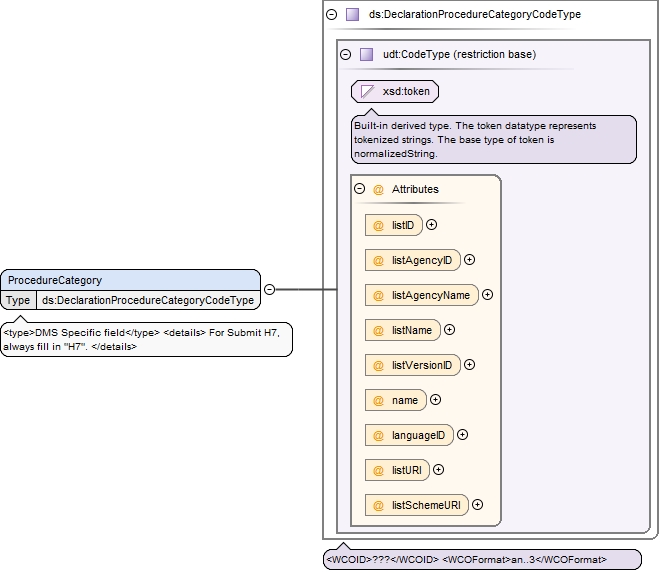 ds:DeclarationProcedureCategoryCodeType
udt:CodeType (restriction base)
xsd:token
Built-in derived type. The token datatype represents
tokenized strings. The base type of token is
normalizedString.
@ Attributes
@ listID
@ listAgencyID
@ listAgencyName
@ listName
@ listVersionID
@ name
@ languageID
@ listURI
@ listSchemeURI
ProcedureCategory
Type ds:DeclarationProcedureCategoryCodeType
<type>DMS Specific field</type> <details> For Submit H7,
always fill in "H7". </details>
<WCOID>???</WCOID> <WCOFormat>an..3</WCOFormat>